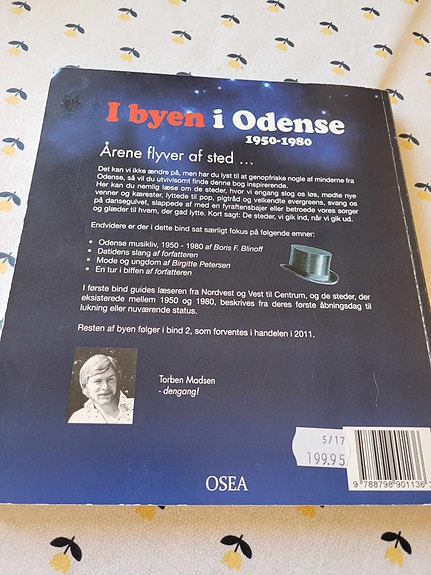 I byen i Odense
1950-1980
Årene flyver af sted ...
Det kan vi ikke ændre på, men har du lyst til at genopfriske nogle af minderne fra
Odense, så vil du utvivlsomt finde denne bog inspirerende.
Her kan du nemlig læse om de steder, hvor vi engang slog os løs, mødte nye
venner og kærester, lyttede til pop, pigtråd og velkendte evergreens, svang os
på dansegulvet, slappede af med en fyraftensbajer eller betroede vores sorger
og glæder til hvem, der gad lytte. Kort sagt: De steder, vi gik ind, når vi gik ud.
Endvidere er der i dette bind sat særligt fokus på følgende emner:
• Odense musikliv, 1950 - 1980 af Boris F. Blinoff
• Datidens slang af forfatteren
• Mode og ungdom af Birgitte Petersen
• En tur i biffen af forfatteren
I første bind guides læseren fra Nordvest og Vest til Centrum, og de steder, der
eksisterede mellem 1950 og 1980, beskrives fra deres første åbningsdag til
lukning eller nuværende status.
Resten af byen følger i bind 2, som forventes i handelen i 2011.
Torben Madsen
- dengang!
5/17
199.95
OSEA
9 788798 901136